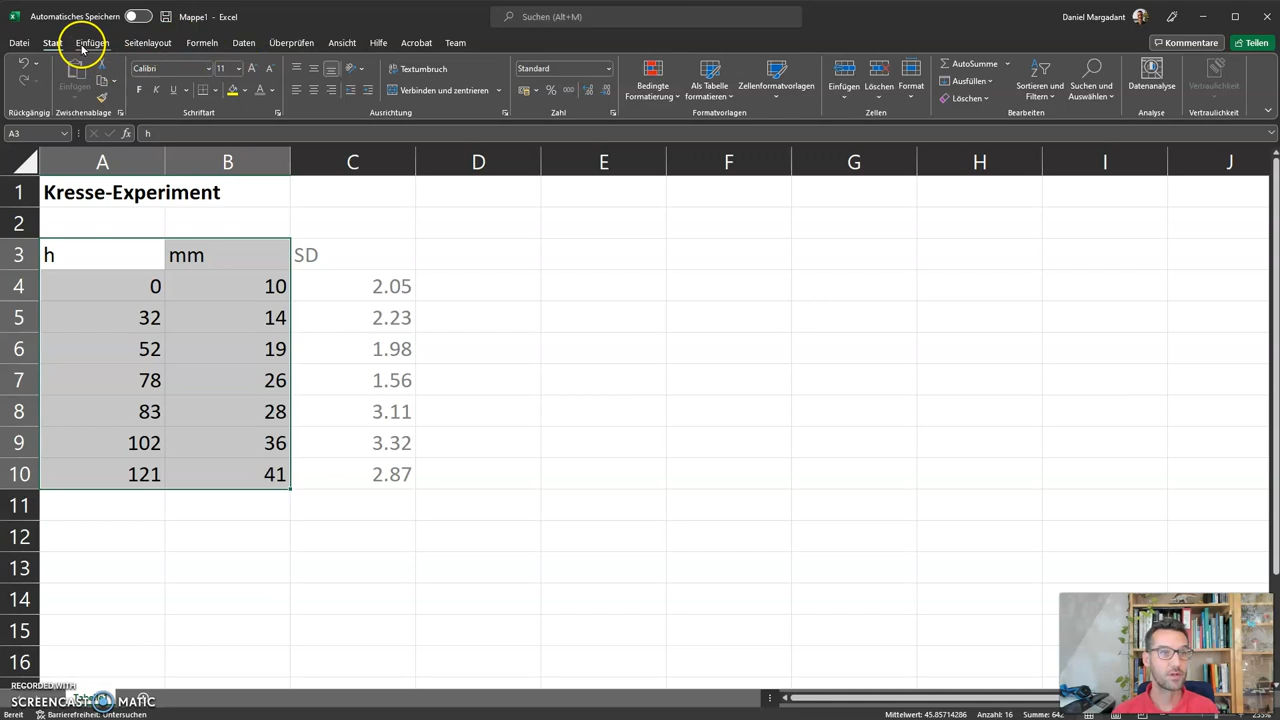 Automatisches Speichern Mappe1 - Excel Suchen (Alt+M) Daniel Margadant
Datei Start Einfügen Seitenlayout Formeln Daten Überprüfen Ansicht Hilfe Acrobat Team Kommentare Teilen
Calibri 11 Textumbruch Standard AutoSumme
Einfügen F K U Verbinden und zentrieren % 000 Bedingte Formatierung Als Tabelle formatieren Zellenformatvorlagen Einfügen Löschen Format Ausfüllen Löschen Sortieren und Filtern Suchen und Auswählen Datenanalyse Vertraulichkeit
Rückgängig Zwischenablage Schriftart Ausrichtung Zahl Formatvorlagen Zellen Bearbeiten Analyse Vertraulichkeit
A3 fx h
A B C D E F G H I J
1 Kresse-Experiment
2
3 h mm SD
4 0 10 2.05
5 32 14 2.23
6 52 19 1.98
7 78 26 1.56
8 83 28 3.11
9 102 36 3.32
10 121 41 2.87
11
12
13
14
15
16
RECORDED WITH
SCREENCAST MATIC
Bereit Barrierefreiheit: Untersuchen Mittelwert: 45.85714286 Anzahl: 16 Summe: 642